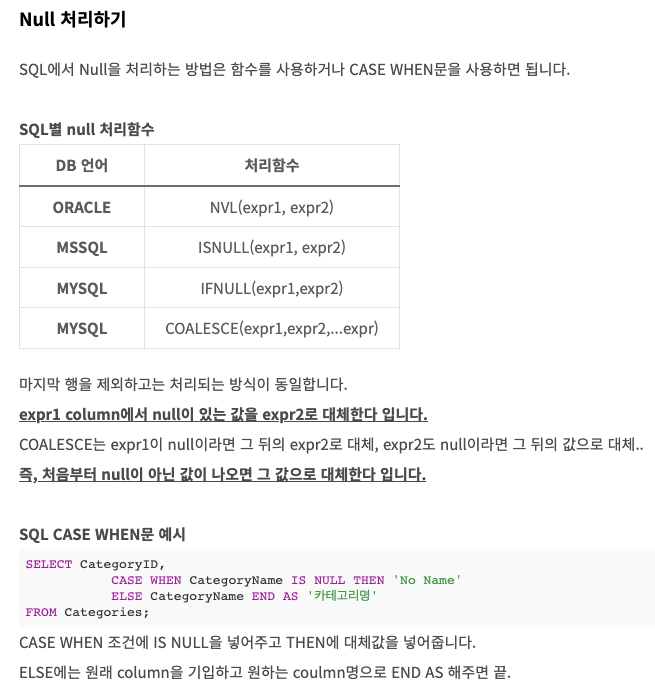 Null 처리하기
SQL에서 Null을 처리하는 방법은 함수를 사용하거나 CASE WHEN문을 사용하면 됩니다.
SQL별 null 처리함수
DB 언어 처리함수
ORACLE NVL(expr1, expr2)
MSSQL ISNULL(expr1, expr2)
MYSQL IFNULL(expr1,expr2)
MYSQL COALESCE(expr1,expr2,...expr)
마지막 행을 제외하고는 처리되는 방식이 동일합니다.
expr1 column에서 null이 있는 값을 expr2로 대체한다 입니다.
COALESCE는 expr1이 null이라면 그 뒤의 expr2로 대체, expr2도 null이라면 그 뒤의 값으로 대체..
즉, 처음부터 null이 아닌 값이 나오면 그 값으로 대체한다 입니다.
SQL CASE WHEN문 예시
SELECT CategoryID,
CASE WHEN CategoryName IS NULL THEN 'No Name'
ELSE CategoryName END AS '카테고리명'
FROM Categories;
CASE WHEN 조건에 IS NULL을 넣어주고 THEN에 대체값을 넣어줍니다.
ELSE에는 원래 column을 기입하고 원하는 coulmn명으로 END AS 해주면 끝.